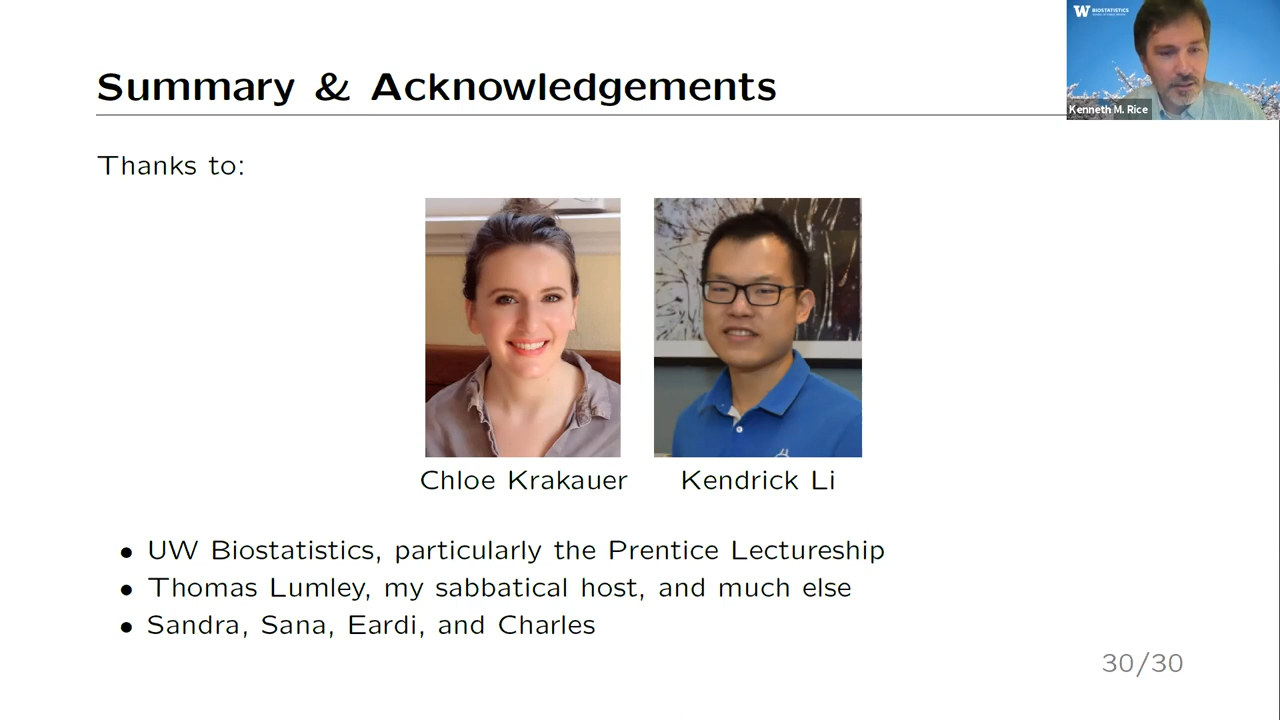 W BIOSTATISTICS
Summary & Acknowledgements
Kenneth M. Rice
Thanks to:
Chloe Krakauer
Kendrick Li
• UW Biostatistics, particularly the Prentice Lectureship
• Thomas Lumley, my sabbatical host, and much else
• Sandra, Sana, Eardi, and Charles
30/30